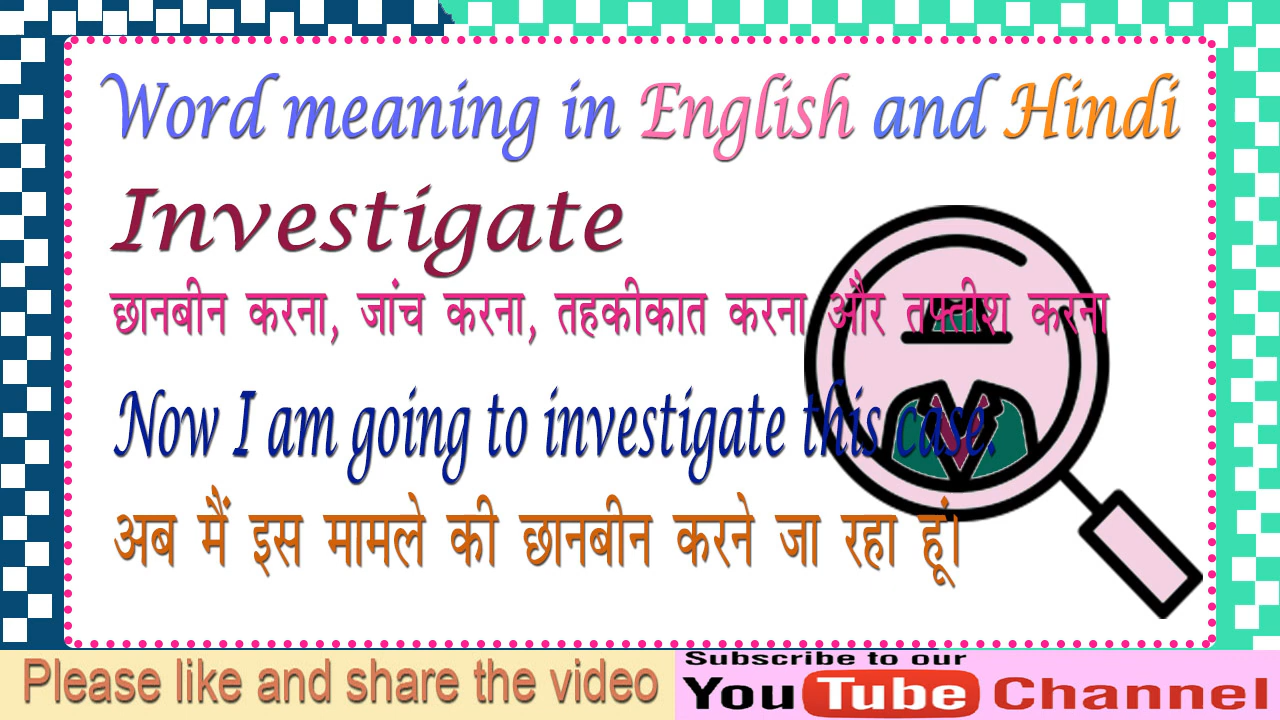 Word meaning in English and Hindi
Investigate
छानबीन करना, जांच करना, तहकीकात करना और तफ्तीश करना
Now I am going to investigate this case.
अब मैं इस मामले की छानबीन करने जा रहा हूं।
Please like and share the video
Subscribe to our
YouTube Channel